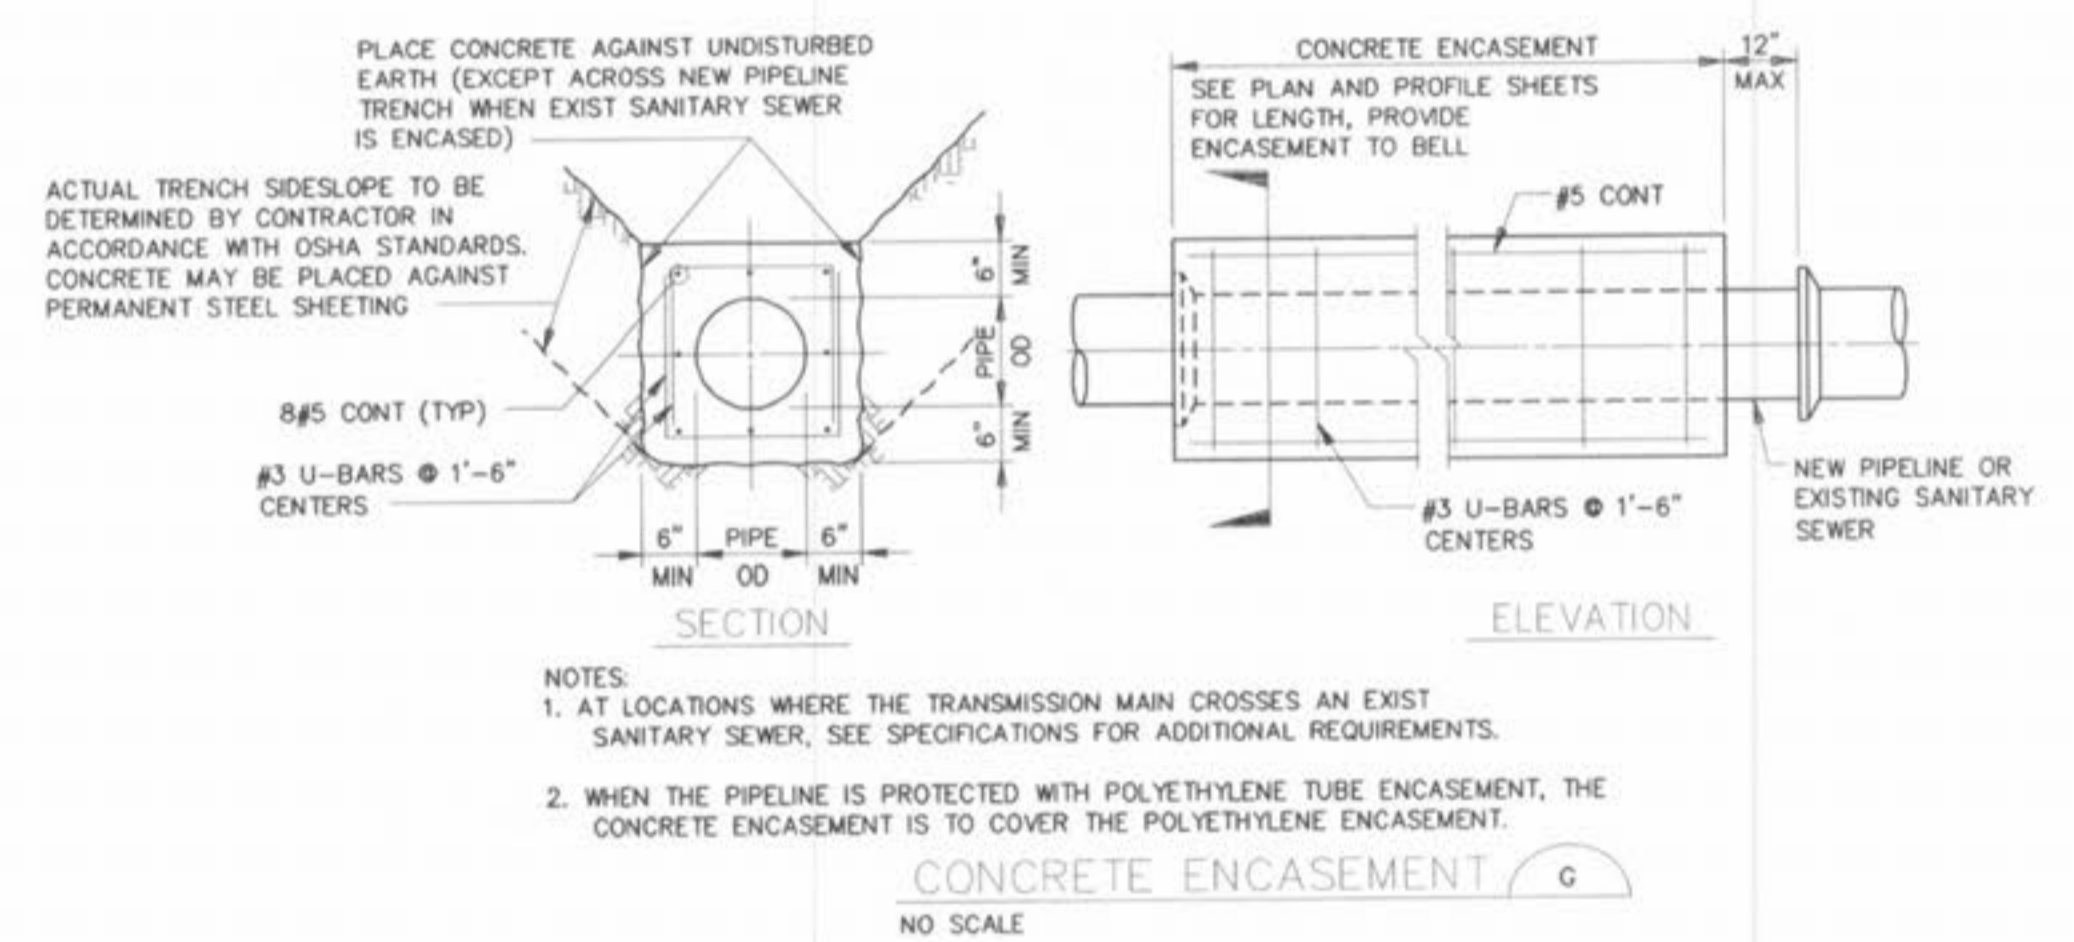 PLACE CONCRETE AGAINST UNDISTURBED
EARTH (EXCEPT ACROSS NEW PIPELINE
TRENCH WHEN EXIST SANITARY SEWER
IS ENCASED)
ACTUAL TRENCH SIDESLOPE TO BE
DETERMINED BY CONTRACTOR IN
ACCORDANCE WITH OSHA STANDARDS.
CONCRETE MAY BE PLACED AGAINST
PERMANENT STEEL SHEETING
8#5 CONT (TYP)
#3 U-BARS @ 1'-6"
CENTERS
6"
MIN
PIPE
OD
6"
MIN
6"
MIN
PIPE
OD
6"
MIN
SECTION
CONCRETE ENCASEMENT
12"
MAX
SEE PLAN AND PROFILE SHEETS
FOR LENGTH, PROVIDE
ENCASEMENT TO BELL
#5 CONT
#3 U-BARS @ 1'-6"
CENTERS
NEW PIPELINE OR
EXISTING SANITARY
SEWER
ELEVATION
NOTES:
1. AT LOCATIONS WHERE THE TRANSMISSION MAIN CROSSES AN EXIST
SANITARY SEWER, SEE SPECIFICATIONS FOR ADDITIONAL REQUIREMENTS.
2. WHEN THE PIPELINE IS PROTECTED WITH POLYETHYLENE TUBE ENCASEMENT, THE
CONCRETE ENCASEMENT IS TO COVER THE POLYETHYLENE ENCASEMENT.
CONCRETE ENCASEMENT G
NO SCALE